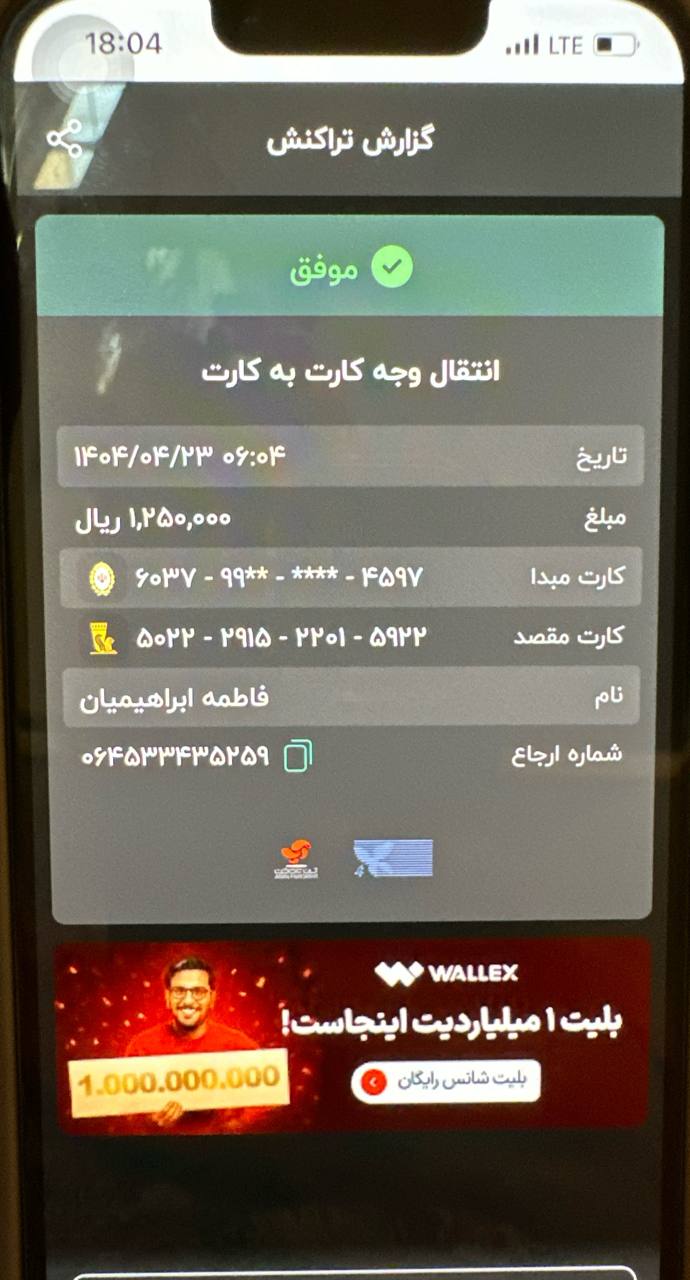 18:04
LTE
گزارش تراکنش
موفق
انتقال وجه کارت به کارت
تاریخ ۱۴۰۴/۰۴/۲۳ ۰۶:۰۴
مبلغ ۱,۲۵۰,۰۰۰ ریال
کارت مبدا ۶۰۳۷ - ۹۹** - **** - ۴۵۹۷
کارت مقصد ۵۰۲۲ - ۲۹۱۵ - ۲۲۰۱ - ۵۹۲۲
نام فاطمه ابراهیمیان
شماره ارجاع ۰۶۴۵۳۳۴۳۵۲۵۹
WALLEX
بلیت ۱ میلیاردیت اینجاست!
1.000.000.000
بلیت شانس رایگان